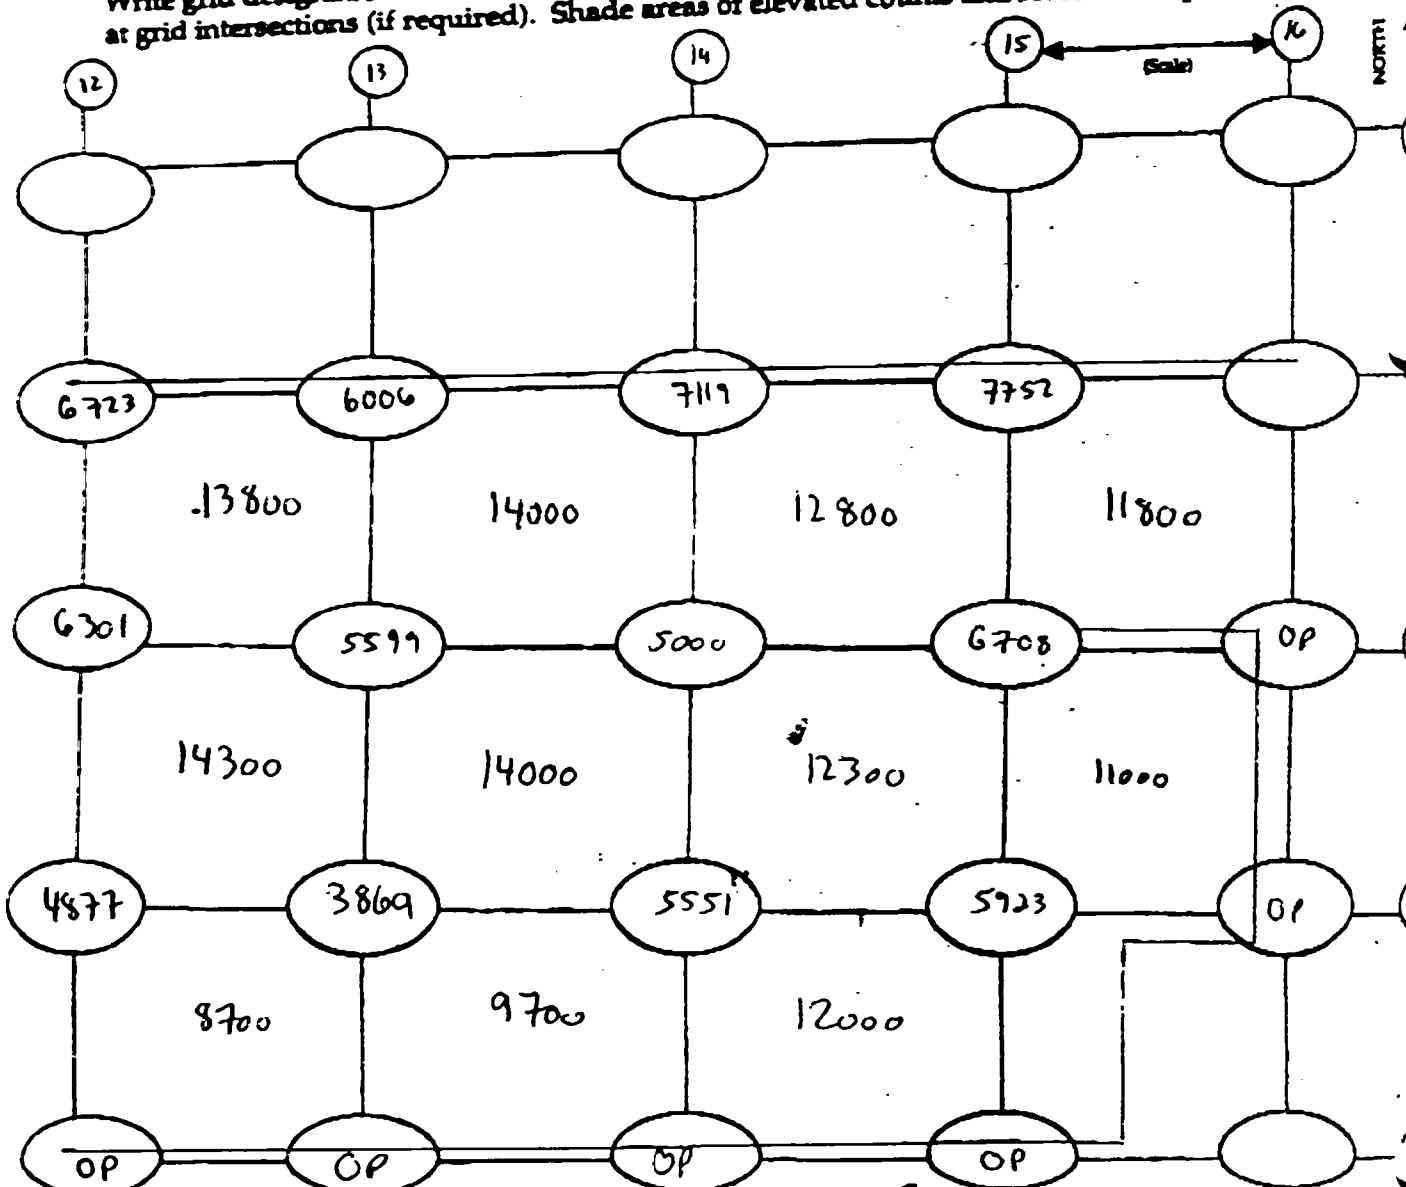 Write grid
at grid intersections (if required). Shade areas of elevated counts
12 13 14 15 16
(Scale)
NORTH
6723 6006 7119 7752
13800 14000 12800 11800
6301 5599 5000 6708 OP
14300 14000 12300 11000
4877 3869 5551 5923 OP
8700 9700 12000
OP OP OP OP